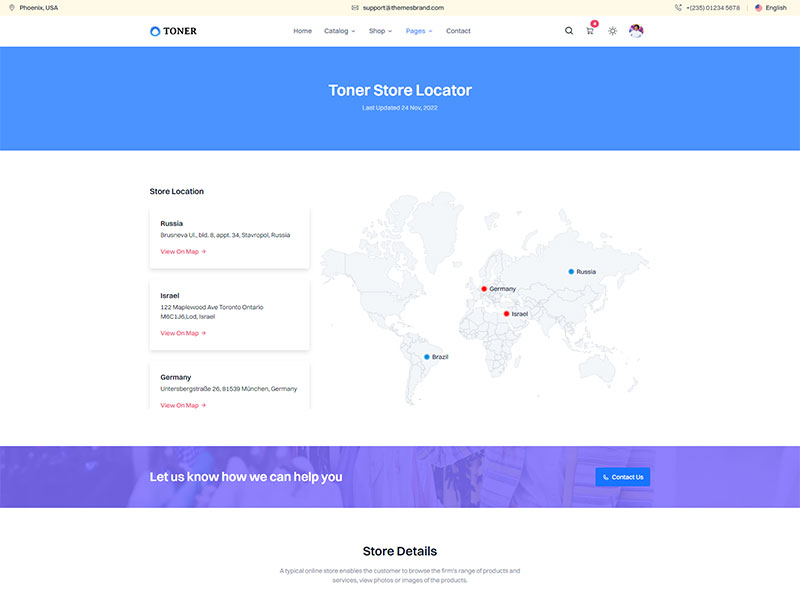 Phoenix, USA
support@themesbrand.com
+(235) 01234 5678
English
TONER
Home
Catalog
Shop
Pages
Contact
Toner Store Locator
Last Updated 24 Nov, 2022
Store Location
Russia
Brusneva Ul., bld. 8, appt. 34, Stavropol, Russia
View On Map →
Israel
122 Maplewood Ave Toronto Ontario
M6C1J6,Lod, Israel
View On Map →
Germany
Untersbergstraße 26, 81539 München, Germany
View On Map →
Russia
Germany
Israel
Brazil
Let us know how we can help you
Contact Us
Store Details
A typical online store enables the customer to browse the firm's range of products and
services, view photos or images of the products.